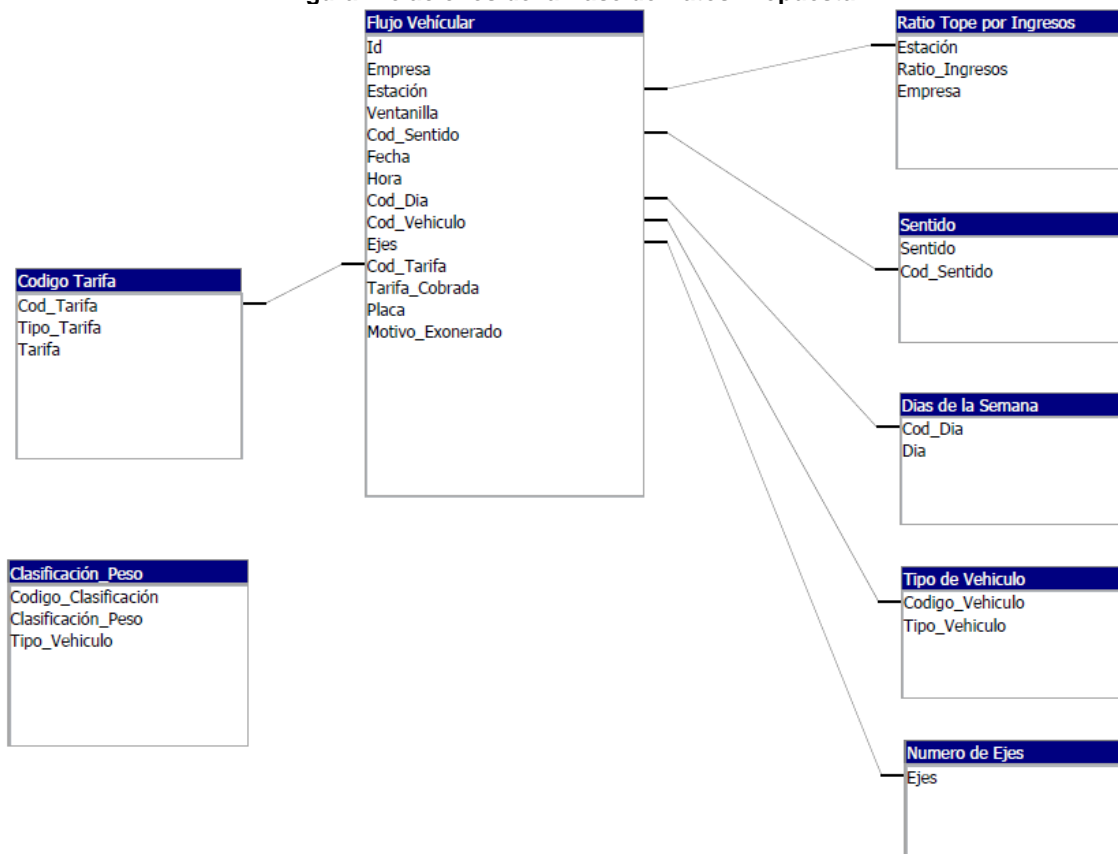 Flujo Vehícular
Id
Empresa
Estación
Ventanilla
Cod_Sentido
Fecha
Hora
Cod_Dia
Cod_Vehiculo
Ejes
Cod_Tarifa
Tarifa_Cobrada
Placa
Motivo_Exonerado
Ratio Tope por Ingresos
Estación
Ratio_Ingresos
Empresa
Sentido
Sentido
Cod_Sentido
Codigo Tarifa
Cod_Tarifa
Tipo_Tarifa
Tarifa
Dias de la Semana
Cod_Dia
Dia
Clasificación_Peso
Codigo_Clasificación
Clasificación_Peso
Tipo_Vehiculo
Tipo de Vehiculo
Codigo_Vehiculo
Tipo_Vehiculo
Numero de Ejes
Ejes